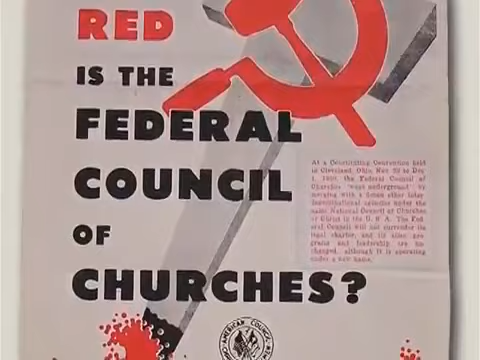 RED
IS THE
FEDERAL
COUNCIL
OF
CHURCHES?
At a Constituting Convention held
in Cleveland, Ohio, Nov. 28 to Dec.
1, 1950, the Federal Council of
Churches "went underground" by
merging with a dozen other inter-
denominational agencies under the
name National Council of Churches
of Christ in the U. S. A. The Fed-
eral Council will not surrender its
legal charter, and its aims, pro-
grams and leadership are un-
changed, although it is operating
under a new name.
AMERICAN COUNCIL